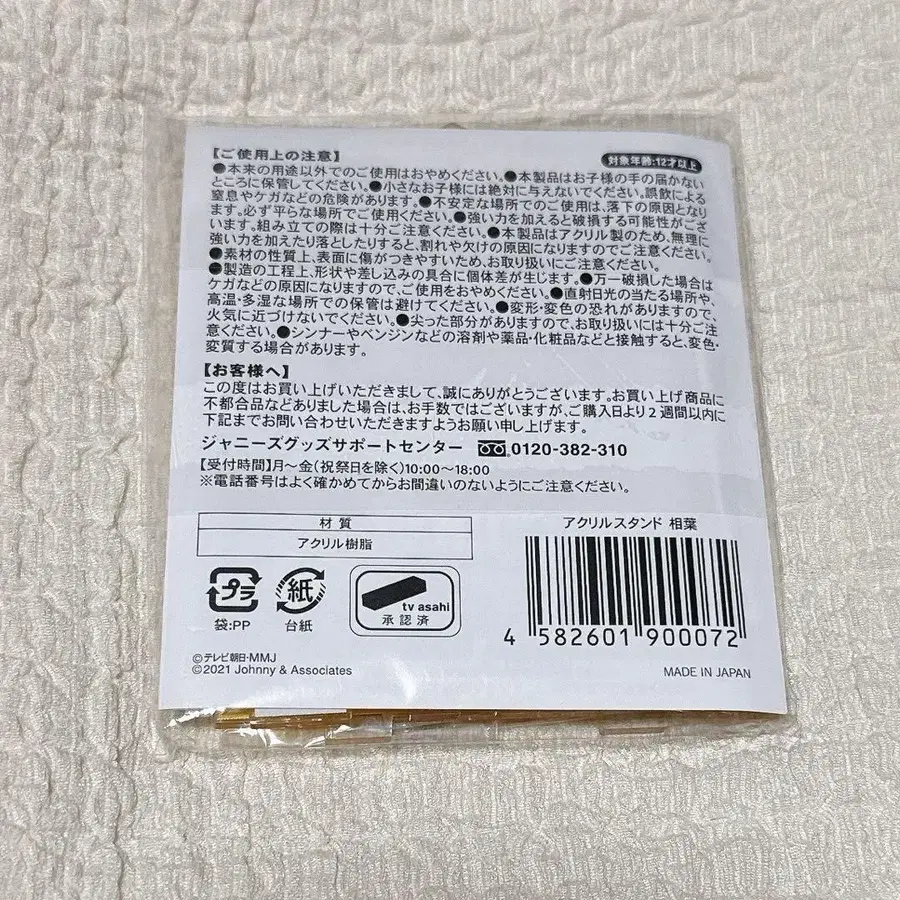 【ご使用上の注意】
対象年齢:12才以上
●本来の用途以外でのご使用はおやめください。●本製品はお子様の手の届かない
ところに保管してください。●小さなお子様には絶対に与えないでください。誤飲による
窒息やケガなどの危険があります。●不安定な場所でのご使用は、落下の原因となり
ます。必ず平らな場所でご使用ください。●強い力を加えると破損する可能性がござ
います。組み立ての際は十分ご注意ください。●本製品はアクリル製のため、無理に
強い力を加えたり落としたりすると、割れや欠けの原因になりますのでご注意ください。
●素材の性質上、表面に傷がつきやすいため、お取り扱いにご注意ください。
●製造の工程上、形状や差し込みの具合に個体差が生じます。●万一破損した場合は
ケガなどの原因になりますので、ご使用をおやめください。●直射日光の当たる場所や、
高温・多湿な場所での保管は避けてください。●変形・変色の恐れがありますので、
火気に近づけないでください。●尖った部分がありますので、お取り扱いには十分ご注
意ください。●シンナーやベンジンなどの溶剤や薬品・化粧品などと接触すると、変色・
変質する場合があります。
【お客様へ】
この度はお買い上げいただきまして、誠にありがとうございます。お買い上げ商品に
不都合品などありました場合は、お手数ではございますが、ご購入日より2週間以内に
下記までお問い合わせいただきますようお願い申し上げます。
ジャニーズグッズサポートセンター 0120-382-310
【受付時間】月〜金(祝祭日を除く)10:00〜18:00
※電話番号はよく確かめてからお間違いのないようにご注意ください。
材質
アクリル樹脂
アクリルスタンド 相葉
プラ
袋:PP
紙
台紙
tv asahi
承認済
4 582601 900072
©テレビ朝日・MMJ
©2021 Johnny & Associates
MADE IN JAPAN